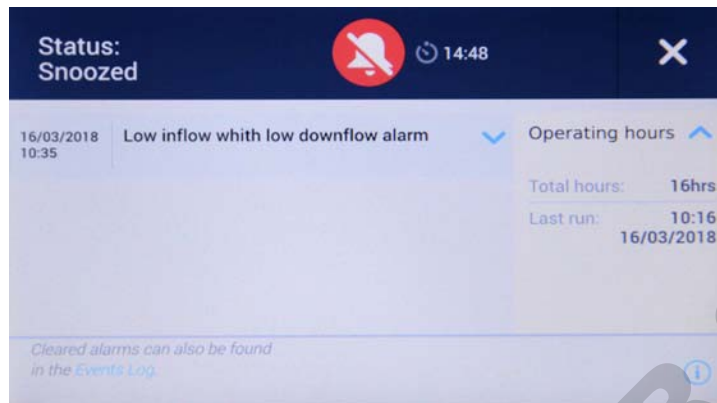 Status:
Snoozed
14:48
16/03/2018
10:35
Low inflow whith low downflow alarm
Operating hours
Total hours: 16hrs
Last run: 10:16
16/03/2018
Cleared alarms can also be found
in the Events Log.